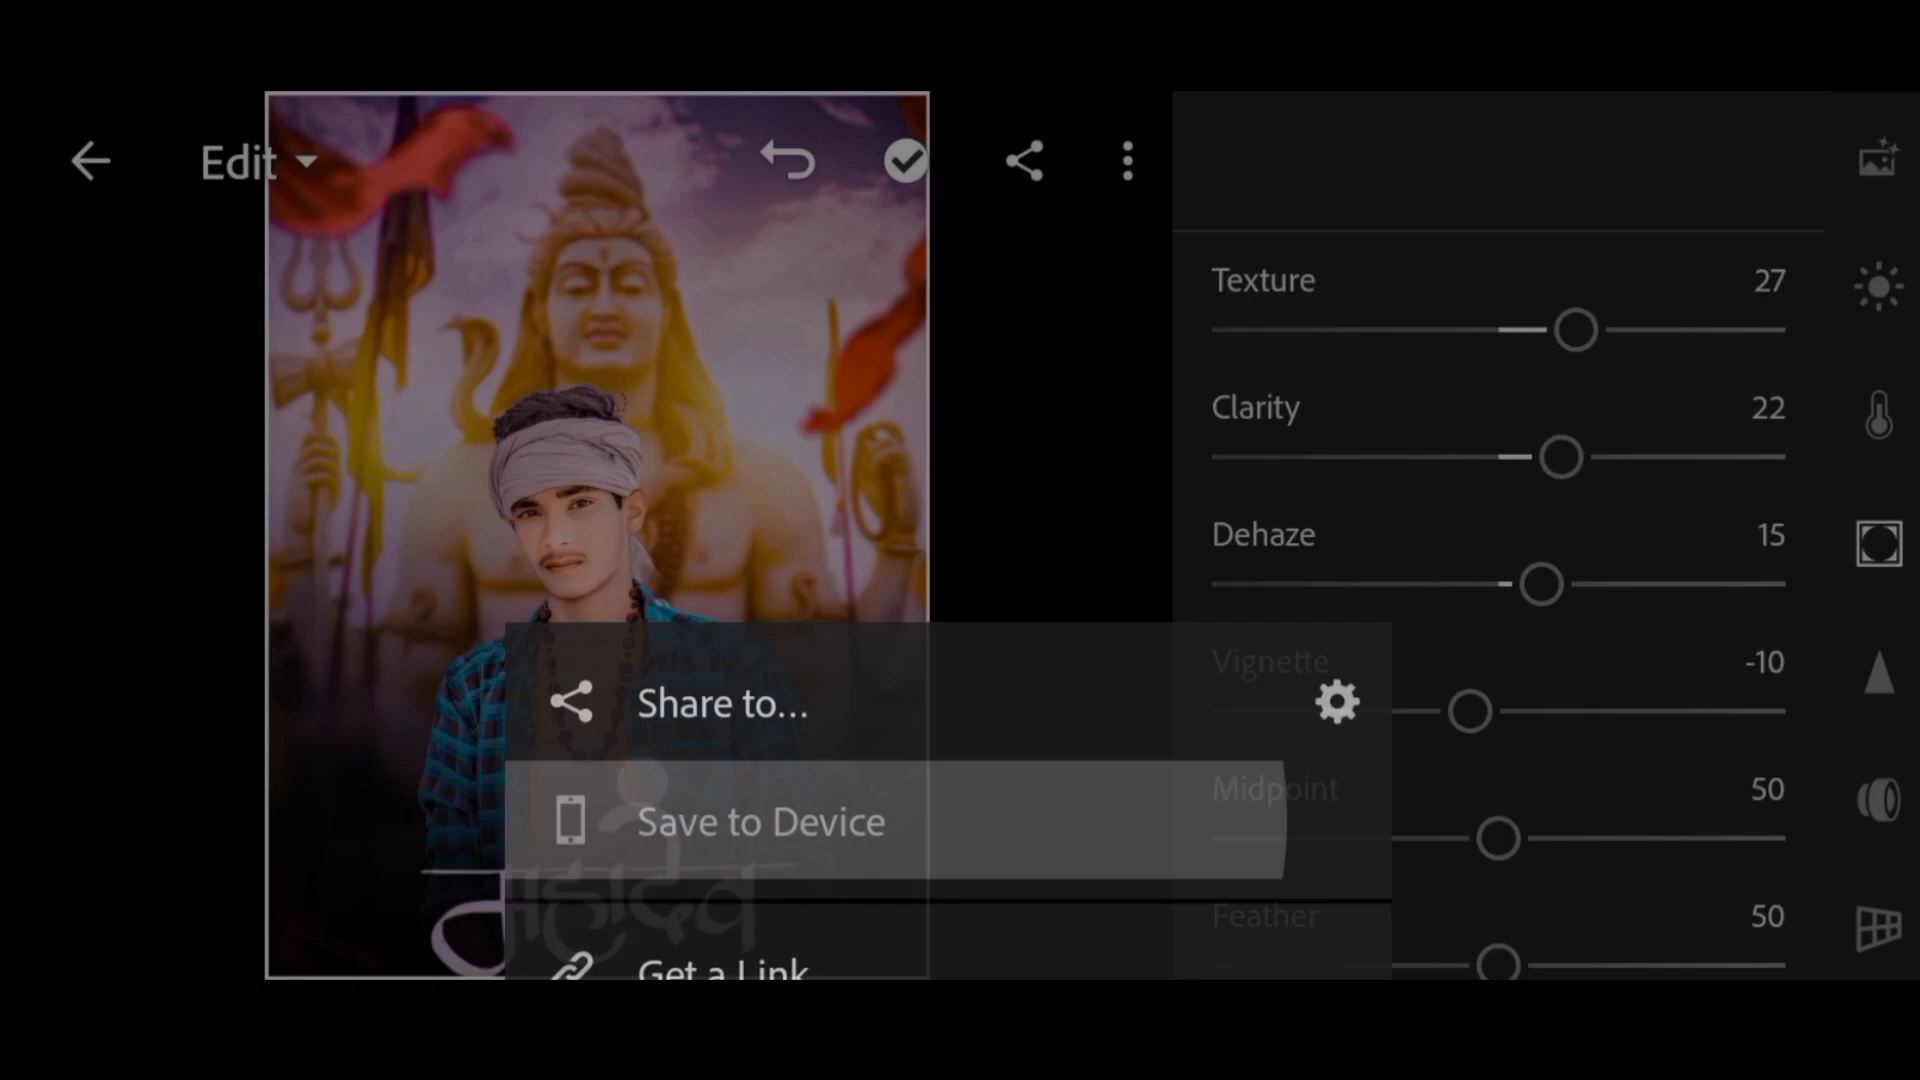 Edit
Texture 27
Clarity 22
Dehaze 15
Vignette -10
Share to...
Midpoint 50
Save to Device
महादेव
Feather 50
Get a Link